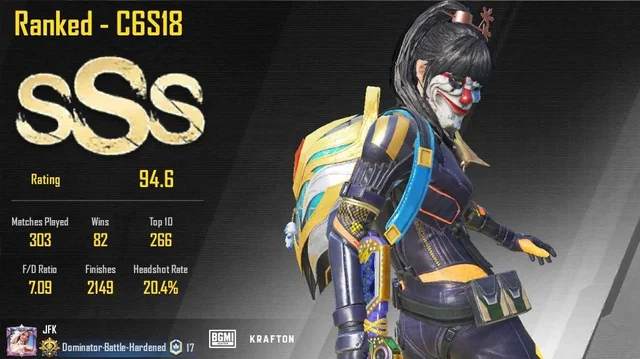 Ranked - C6S18
sSs
Rating 94.6
Matches Played Wins Top 10
303 82 266
F/D Ratio Finishes Headshot Rate
7.09 2149 20.4%
JFK
Dominator-Battle-Hardened 17
BGMI KRAFTON